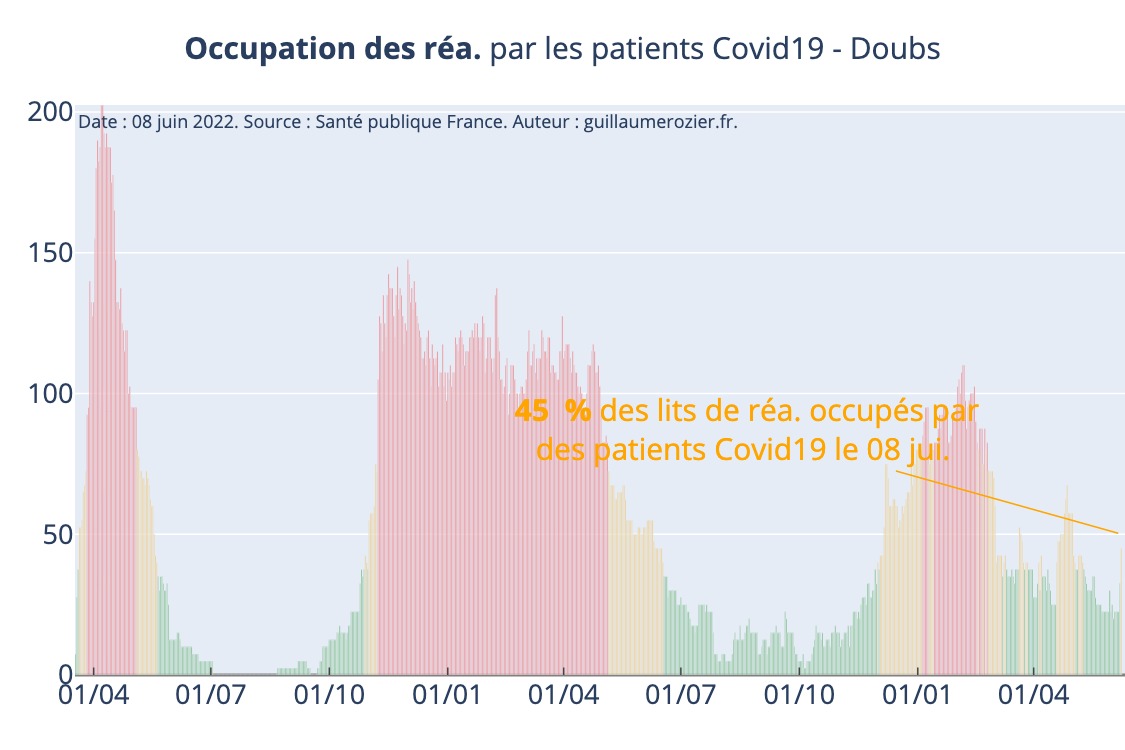 Occupation des réa. par les patients Covid19 - Doubs
200
Date : 08 juin 2022. Source : Santé publique France. Auteur : guillaumerozier.fr.
150
100
45 % des lits de réa. occupés par
des patients Covid19 le 08 jui.
50
0
01/04 01/07 01/10 01/01 01/04 01/07 01/10 01/01 01/04